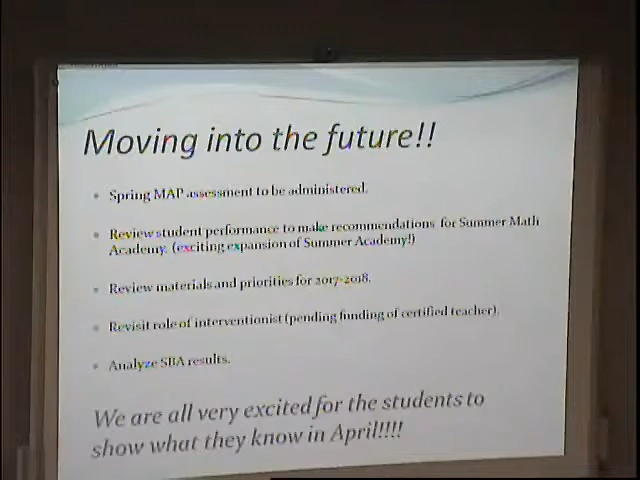 Moving into the future!!
Spring MAP assessment to be administered.
Review student performance to make recommendations for Summer Math
Academy. (exciting expansion of Summer Academy!)
Review materials and priorities for 2017-2018.
Revisit role of interventionist (pending funding of certified teacher).
Analyze SBA results.
We are all very excited for the students to
show what they know in April!!!!